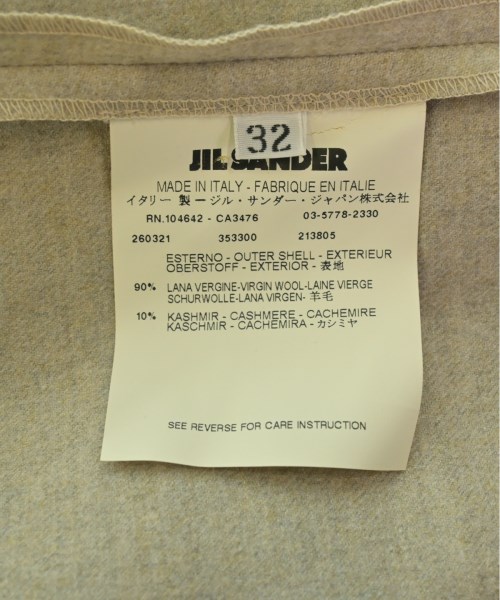 32
JIL SANDER
MADE IN ITALY - FABRIQUE EN ITALIE
イタリー 製 ー ジル・サンダー・ジャパン株式会社
RN.104642 - CA3476 03-5778-2330
260321 353300 213805
ESTERNO - OUTER SHELL - EXTERIEUR
OBERSTOFF - EXTERIOR - 表地
90% LANA VERGINE-VIRGIN WOOL-LAINE VIERGE
SCHURWOLLE-LANA VIRGEN- 羊毛
10% KASHMIR - CASHMERE - CACHEMIRE
KASCHMIR - CACHEMIRA - カシミヤ
SEE REVERSE FOR CARE INSTRUCTION